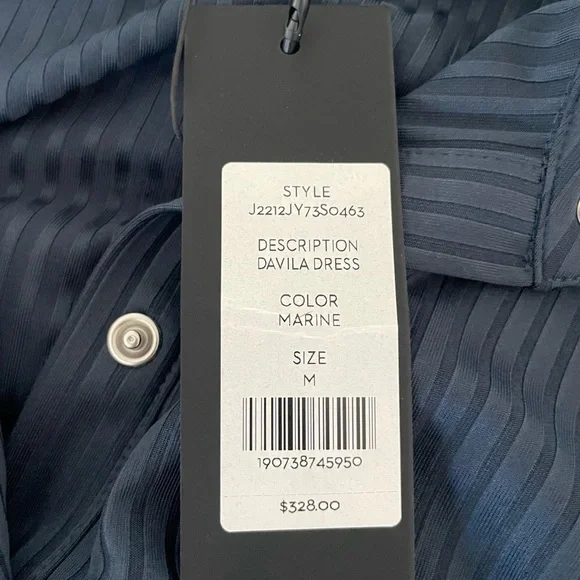 STYLE
J2212JY73S0463
DESCRIPTION
DAVILA DRESS
COLOR
MARINE
SIZE
M
190738745950
$328.00